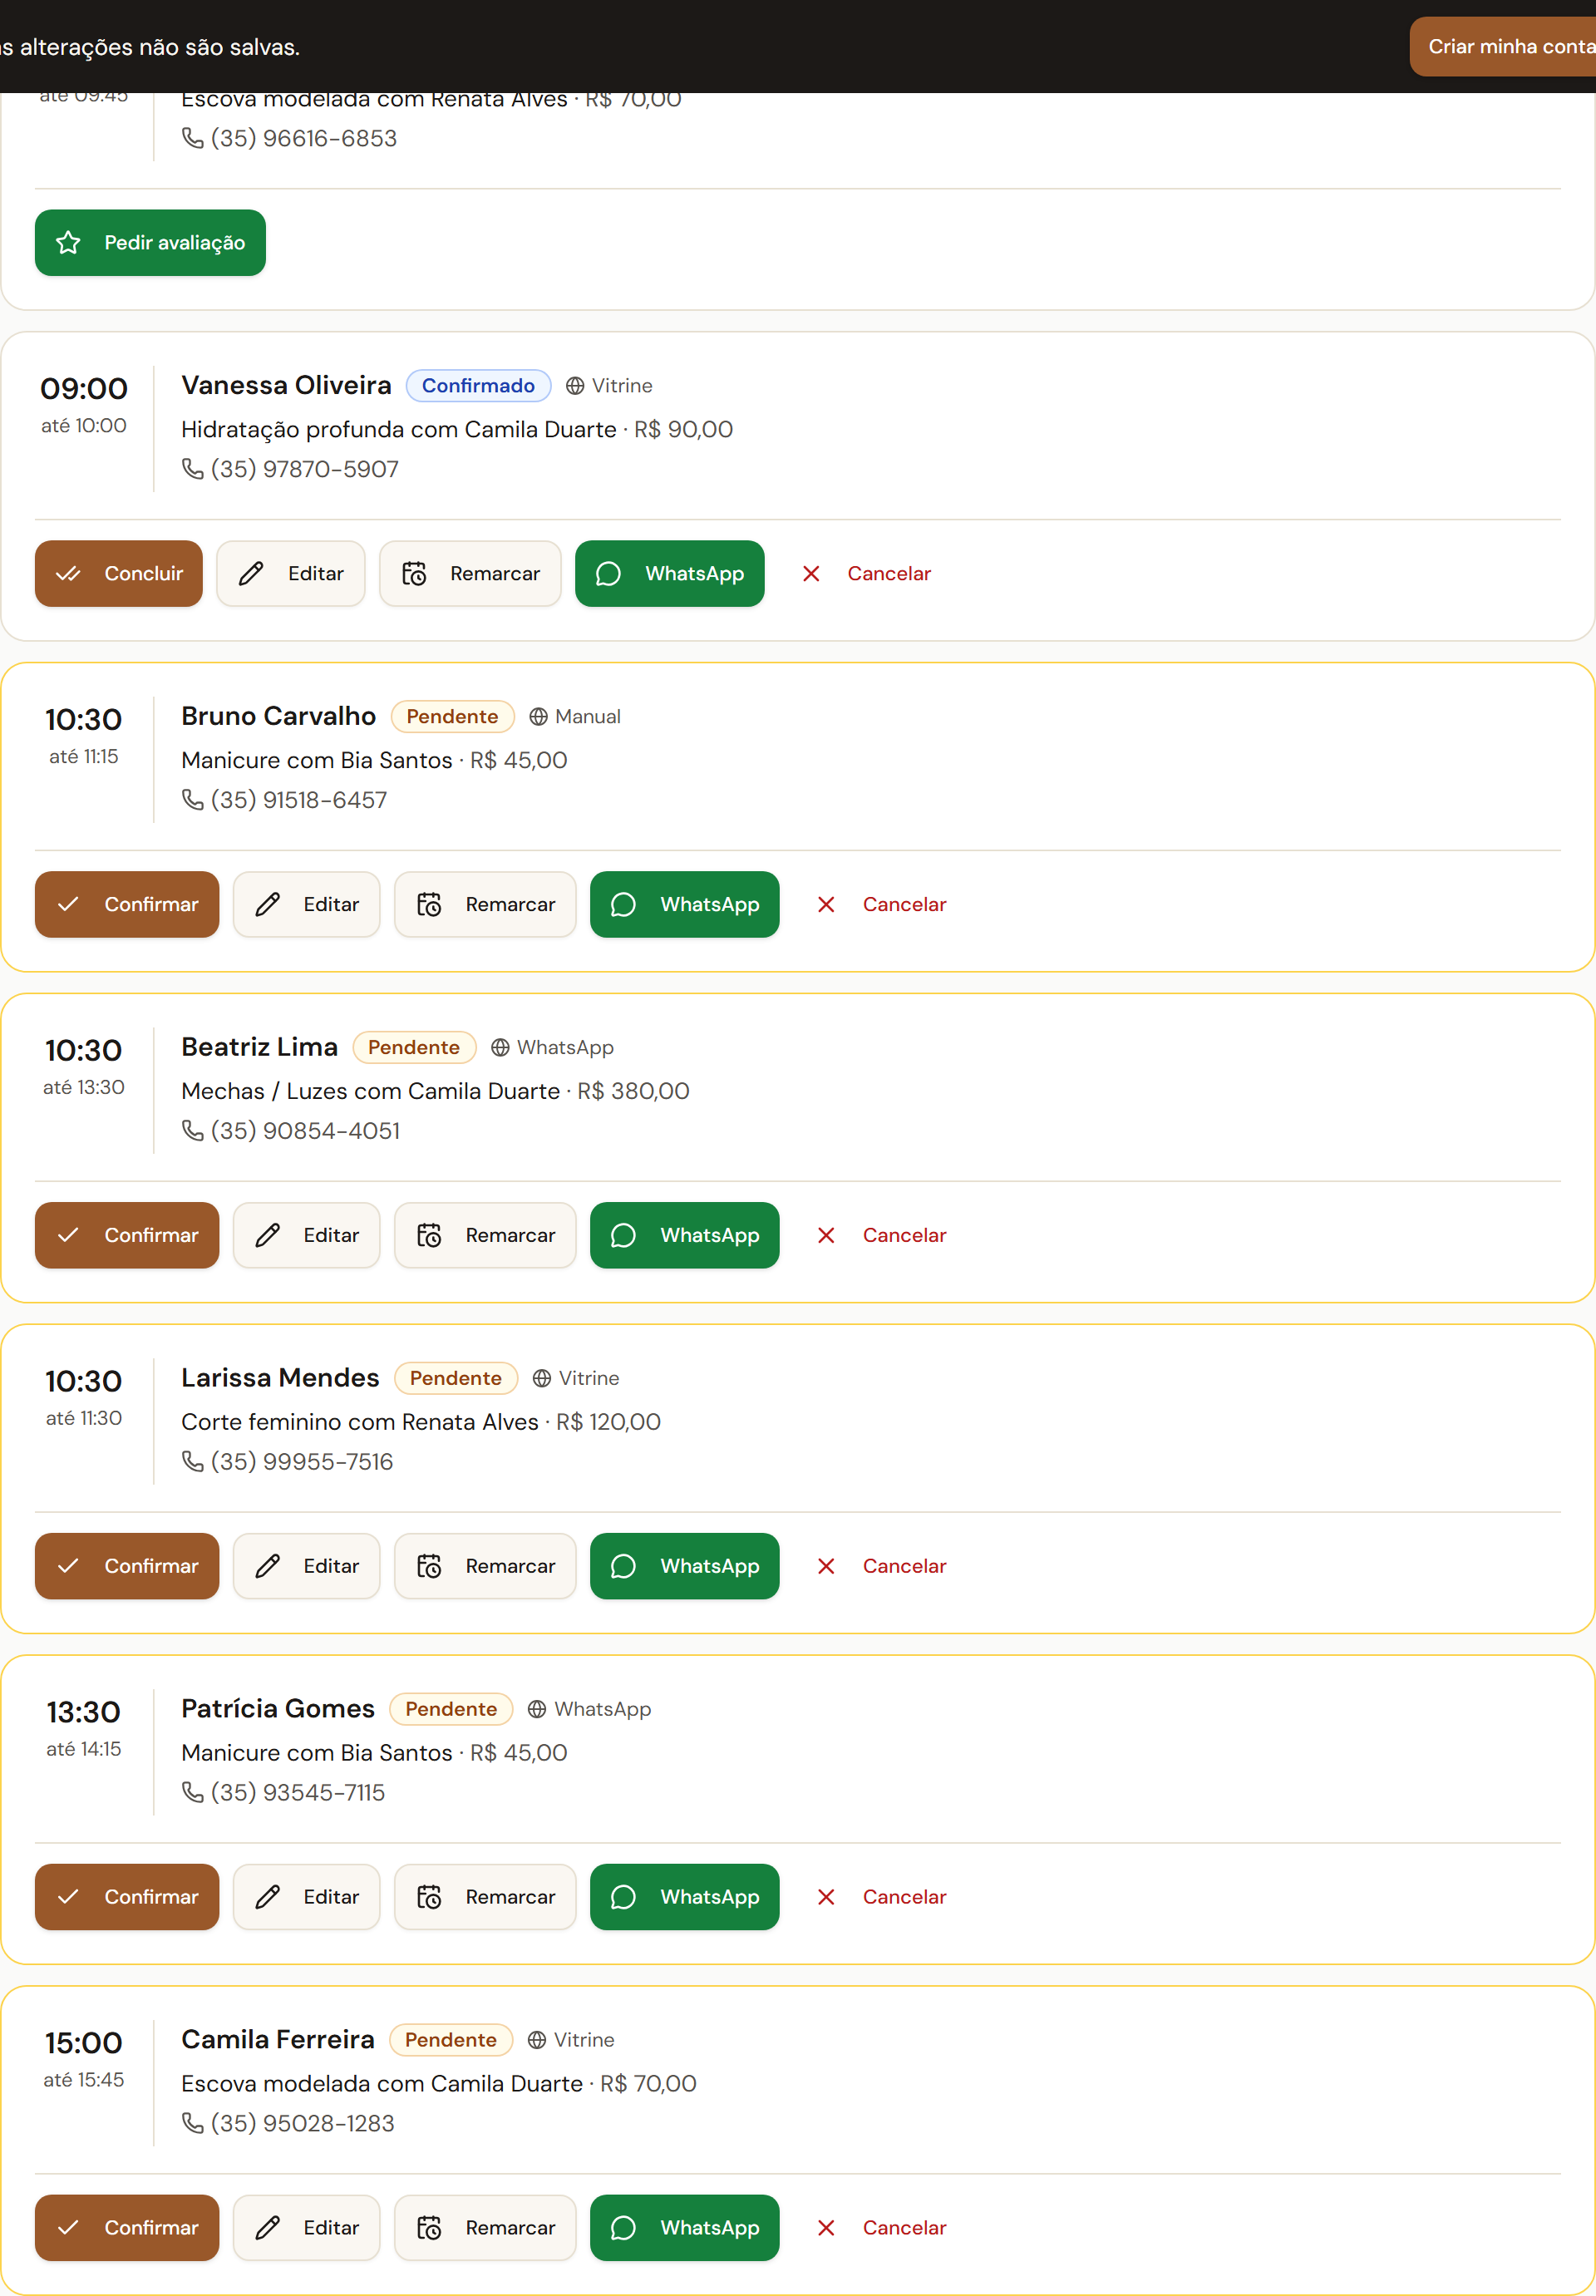 s alterações não são salvas.
Criar minha conta
até 09:45
Escova modelada com Renata Alves · R$ 70,00
(35) 96616-6853
Pedir avaliação
09:00
até 10:00
Vanessa Oliveira Confirmado Vitrine
Hidratação profunda com Camila Duarte · R$ 90,00
(35) 97870-5907
Concluir Editar Remarcar WhatsApp Cancelar
10:30
até 11:15
Bruno Carvalho Pendente Manual
Manicure com Bia Santos · R$ 45,00
(35) 91518-6457
Confirmar Editar Remarcar WhatsApp Cancelar
10:30
até 13:30
Beatriz Lima Pendente WhatsApp
Mechas / Luzes com Camila Duarte · R$ 380,00
(35) 90854-4051
Confirmar Editar Remarcar WhatsApp Cancelar
10:30
até 11:30
Larissa Mendes Pendente Vitrine
Corte feminino com Renata Alves · R$ 120,00
(35) 99955-7516
Confirmar Editar Remarcar WhatsApp Cancelar
13:30
até 14:15
Patrícia Gomes Pendente WhatsApp
Manicure com Bia Santos · R$ 45,00
(35) 93545-7115
Confirmar Editar Remarcar WhatsApp Cancelar
15:00
até 15:45
Camila Ferreira Pendente Vitrine
Escova modelada com Camila Duarte · R$ 70,00
(35) 95028-1283
Confirmar Editar Remarcar WhatsApp Cancelar